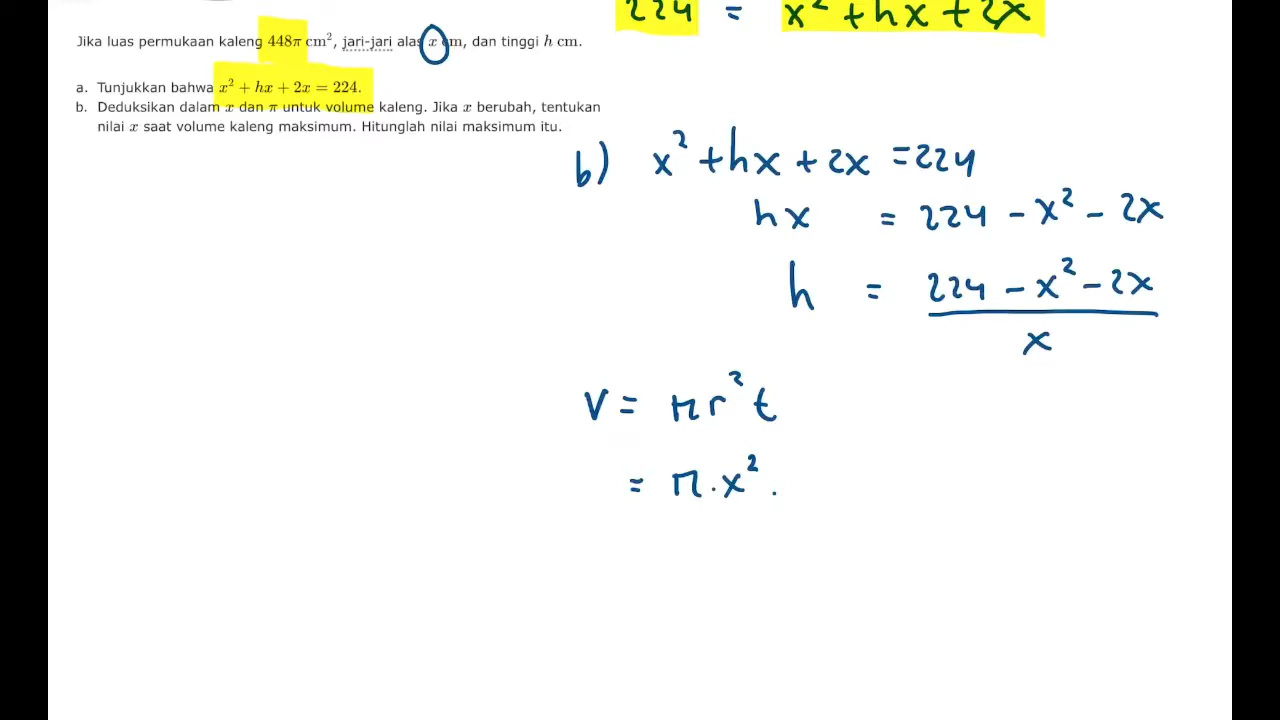 224 = x² + hx + 2x
Jika luas permukaan kaleng 448π cm², jari-jari alas x cm, dan tinggi h cm.
a. Tunjukkan bahwa x² + hx + 2x = 224.
b. Deduksikan dalam x dan π untuk volume kaleng. Jika x berubah, tentukan
nilai x saat volume kaleng maksimum. Hitunglah nilai maksimum itu.
b) x² + hx + 2x = 224
hx = 224 - x² - 2x
h = 224 - x² - 2x
x
V = πr²t
= π.x².